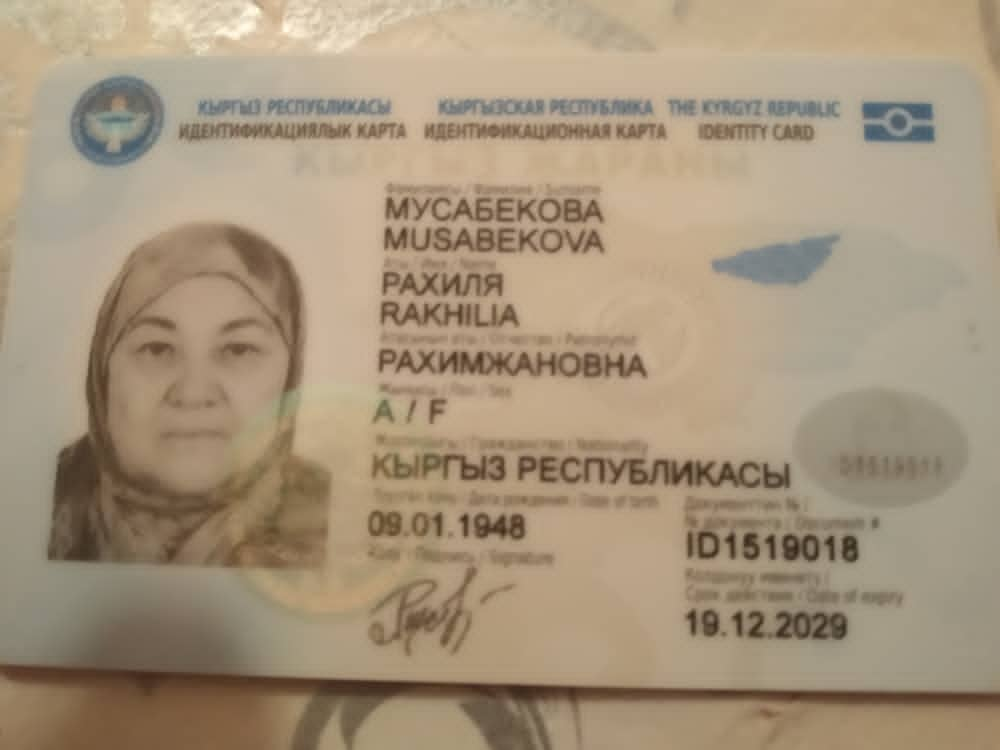 КЫРГЫЗ РЕСПУБЛИКАСЫ КЫРГЫЗСКАЯ РЕСПУБЛИКА THE KYRGYZ REPUBLIC
ИДЕНТИФИКАЦИЯЛЫК КАРТА ИДЕНТИФИКАЦИОННАЯ КАРТА IDENTITY CARD
КЫРГЫЗ ЖАРАНЫ
Фамилиясы / Фамилия / Surname
МУСАБЕКОВА
MUSABEKOVA
Аты / Имя / Name
РАХИЛЯ
RAKHILIA
Атасынын аты / Отчество / Patronymic
РАХИМЖАНОВНА
Жынысы / Пол / Sex
А / F
Жарандыгы / Гражданство / Nationality
КЫРГЫЗ РЕСПУБЛИКАСЫ
Туулган күнү / Дата рождения / Date of birth
09.01.1948
Подпись / Signature
Документтин № /
№ документа / Document #
ID1519018
Колдонуу мөөнөтү /
Срок действия / Date of expiry
19.12.2029